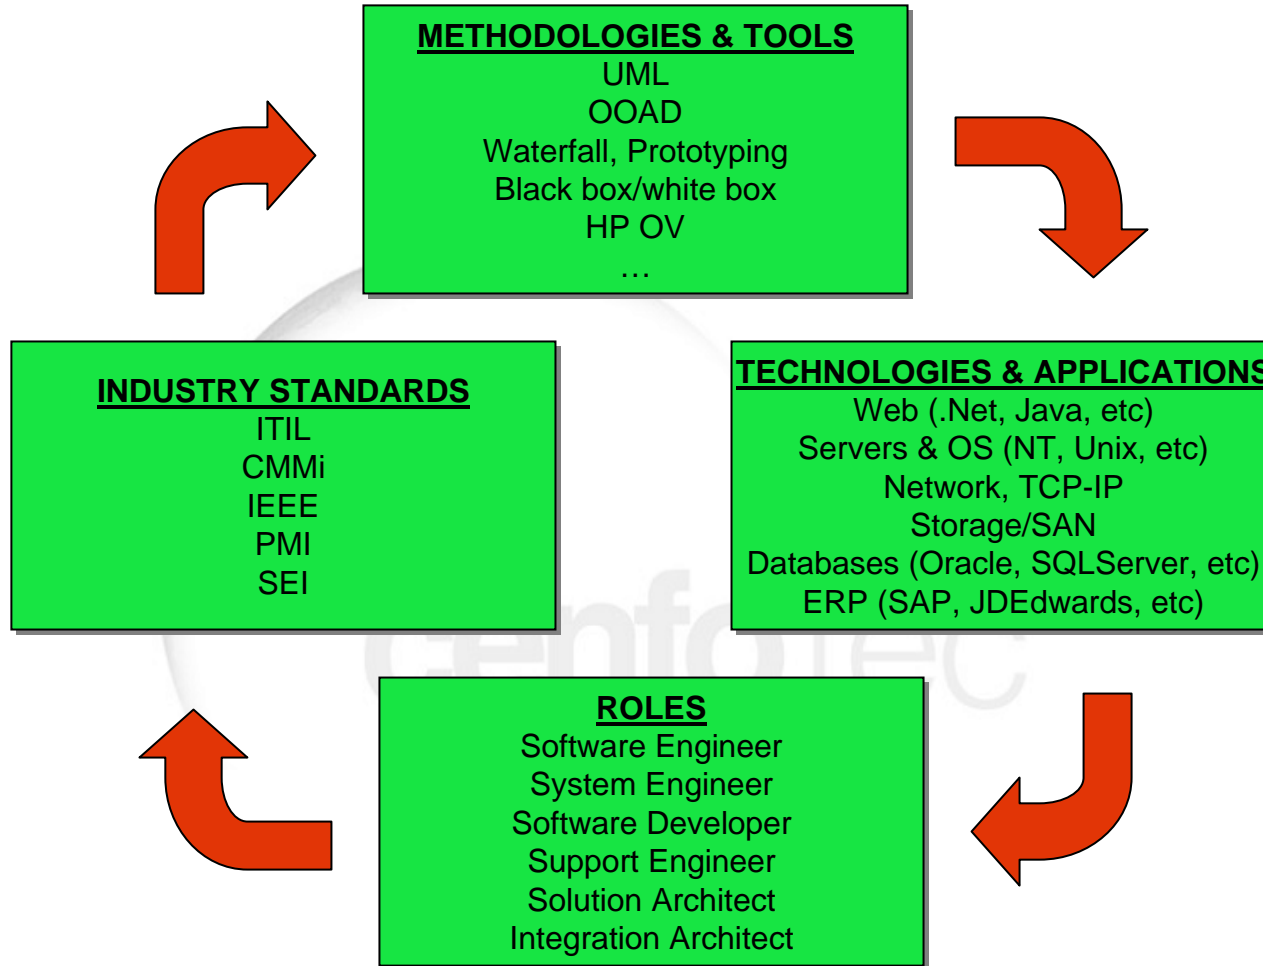 METHODOLOGIES & TOOLS
UML
OOAD
Waterfall, Prototyping
Black box/white box
HP OV
…
INDUSTRY STANDARDS
ITIL
CMMi
IEEE
PMI
SEI
TECHNOLOGIES & APPLICATIONS
Web (.Net, Java, etc)
Servers & OS (NT, Unix, etc)
Network, TCP-IP
Storage/SAN
Databases (Oracle, SQLServer, etc)
ERP (SAP, JDEdwards, etc)
cenfotec
ROLES
Software Engineer
System Engineer
Software Developer
Support Engineer
Solution Architect
Integration Architect